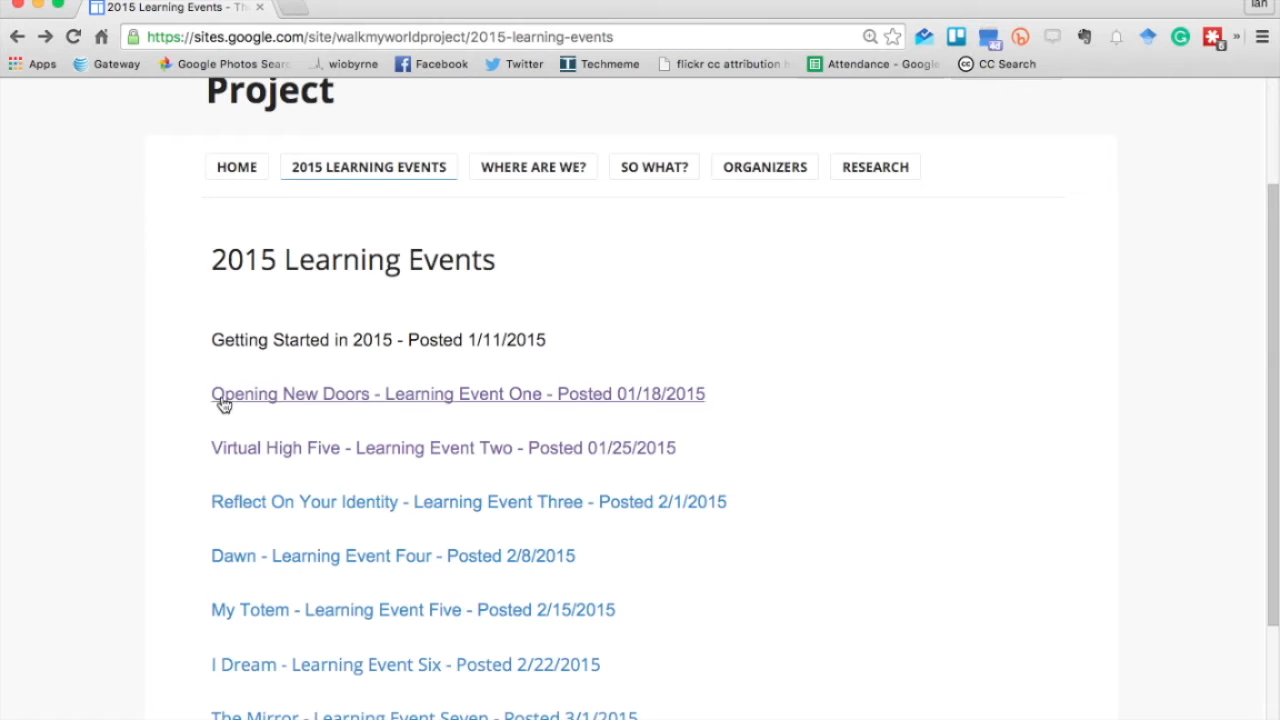 2015 Learning Events - Th
Ian
https://sites.google.com/site/walkmyworldproject/2015-learning-events
Apps Gateway Google Photos Sear wiobyrne Facebook Twitter Techmeme flickr cc attribution Attendance - Google CC Search
Project
HOME 2015 LEARNING EVENTS WHERE ARE WE? SO WHAT? ORGANIZERS RESEARCH
2015 Learning Events
Getting Started in 2015 - Posted 1/11/2015
Opening New Doors - Learning Event One - Posted 01/18/2015
Virtual High Five - Learning Event Two - Posted 01/25/2015
Reflect On Your Identity - Learning Event Three - Posted 2/1/2015
Dawn - Learning Event Four - Posted 2/8/2015
My Totem - Learning Event Five - Posted 2/15/2015
I Dream - Learning Event Six - Posted 2/22/2015
The Mirror - Learning Event Seven - Posted 3/1/2015